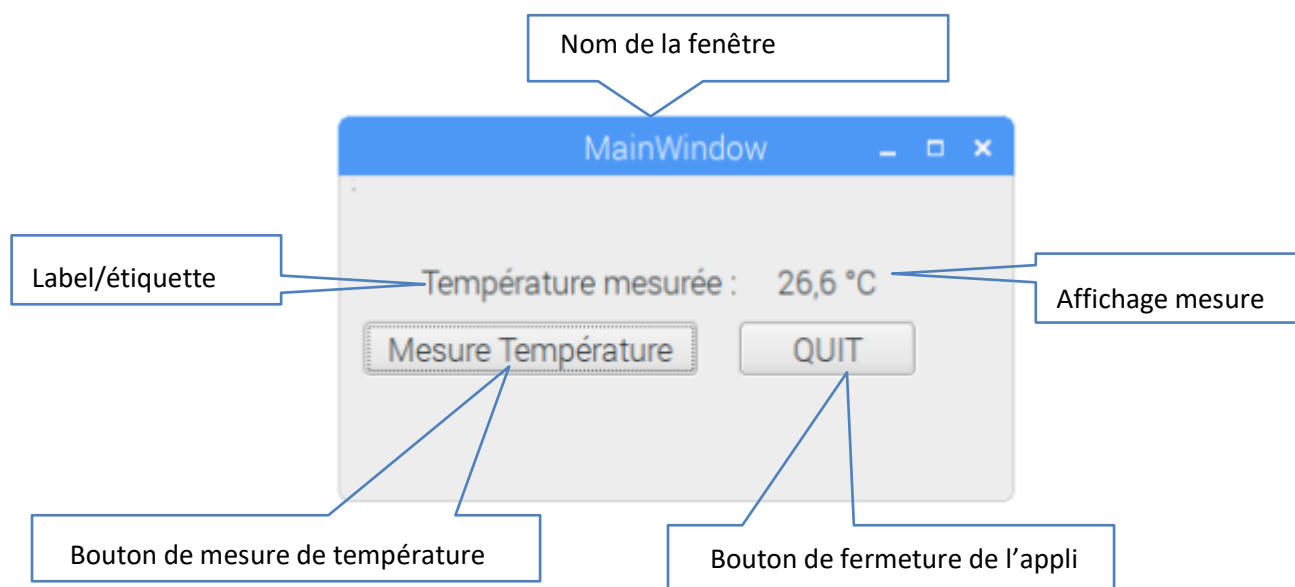 Nom de la fenêtre
MainWindow
Label/étiquette
Température mesurée : 26,6 °C
Affichage mesure
Mesure Température
QUIT
Bouton de mesure de température
Bouton de fermeture de l’appli